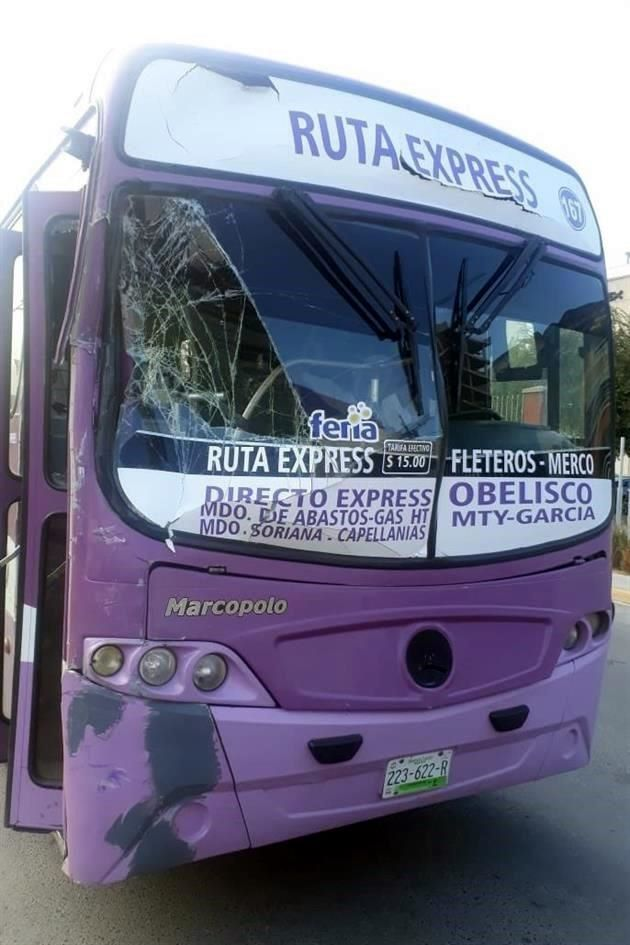 RUTA EXPRESS
167
feria
TARIFA EFECTIVO
$ 15.00
RUTA EXPRESS
FLETEROS - MERCO
DIRECTO EXPRESS
OBELISCO
MDO. DE ABASTOS-GAS HT
MTY-GARCIA
MDO. SORIANA. CAPELLANIAS
Marcopolo
223-622-R